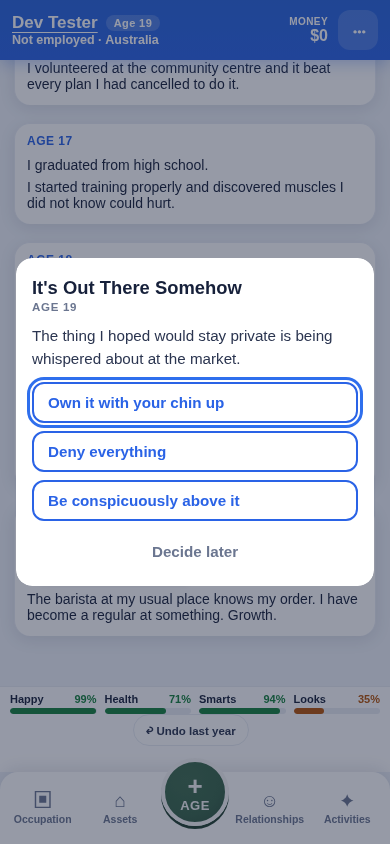 Dev Tester Age 19
Not employed · Australia
MONEY
$0
•••
I volunteered at the community centre and it beat
every plan I had cancelled to do it.
AGE 17
I graduated from high school.
I started training properly and discovered muscles I
did not know could hurt.
It's Out There Somehow
AGE 19
The thing I hoped would stay private is being
whispered about at the market.
Own it with your chin up
Deny everything
Be conspicuously above it
Decide later
The barista at my usual place knows my order. I have
become a regular at something. Growth.
Happy 99% Health 71% Smarts 94% Looks 35%
Undo last year
+
AGE
Occupation Assets Relationships Activities